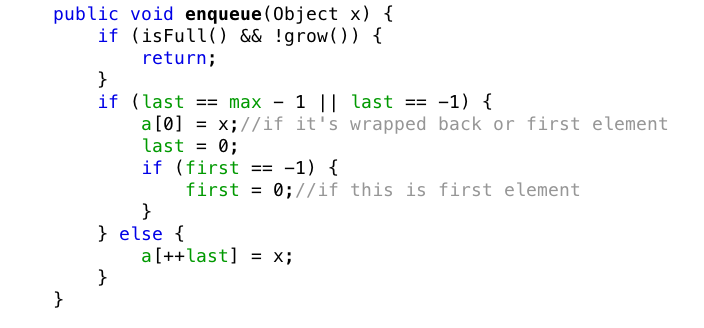 public void enqueue(Object x) {
    if (isFull() && !grow()) {
        return;
    }
    if (last == max - 1 || last == -1) {
        a[0] = x;//if it's wrapped back or first element
        last = 0;
        if (first == -1) {
            first = 0;//if this is first element
        }
    } else {
        a[++last] = x;
    }
}